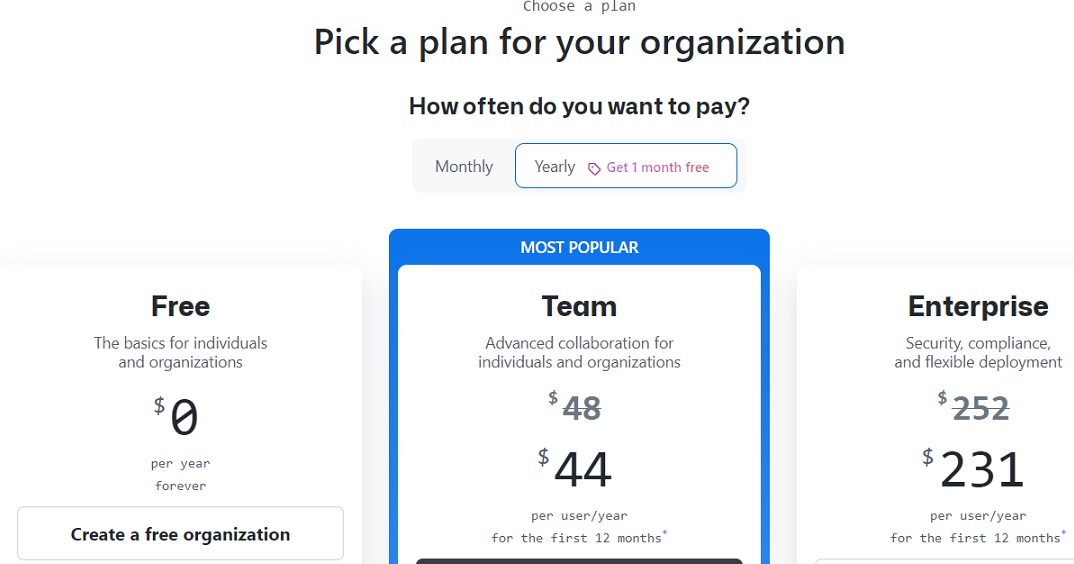 Choose a plan
Pick a plan for your organization
How often do you want to pay?
Monthly
Yearly Get 1 month free
MOST POPULAR
Free
The basics for individuals
and organizations
$0
per year
forever
Create a free organization
Team
Advanced collaboration for
individuals and organizations
$48
$44
per user/year
for the first 12 months*
Enterprise
Security, compliance,
and flexible deployment
$252
$231
per user/year
for the first 12 months*